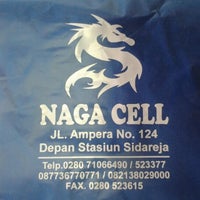 NAGA CELL
JL. Ampera No. 124
Depan Stasiun Sidareja
Telp.0280 71066490 / 523377
087736770771 / 082138029000
FAX. 0280 523615